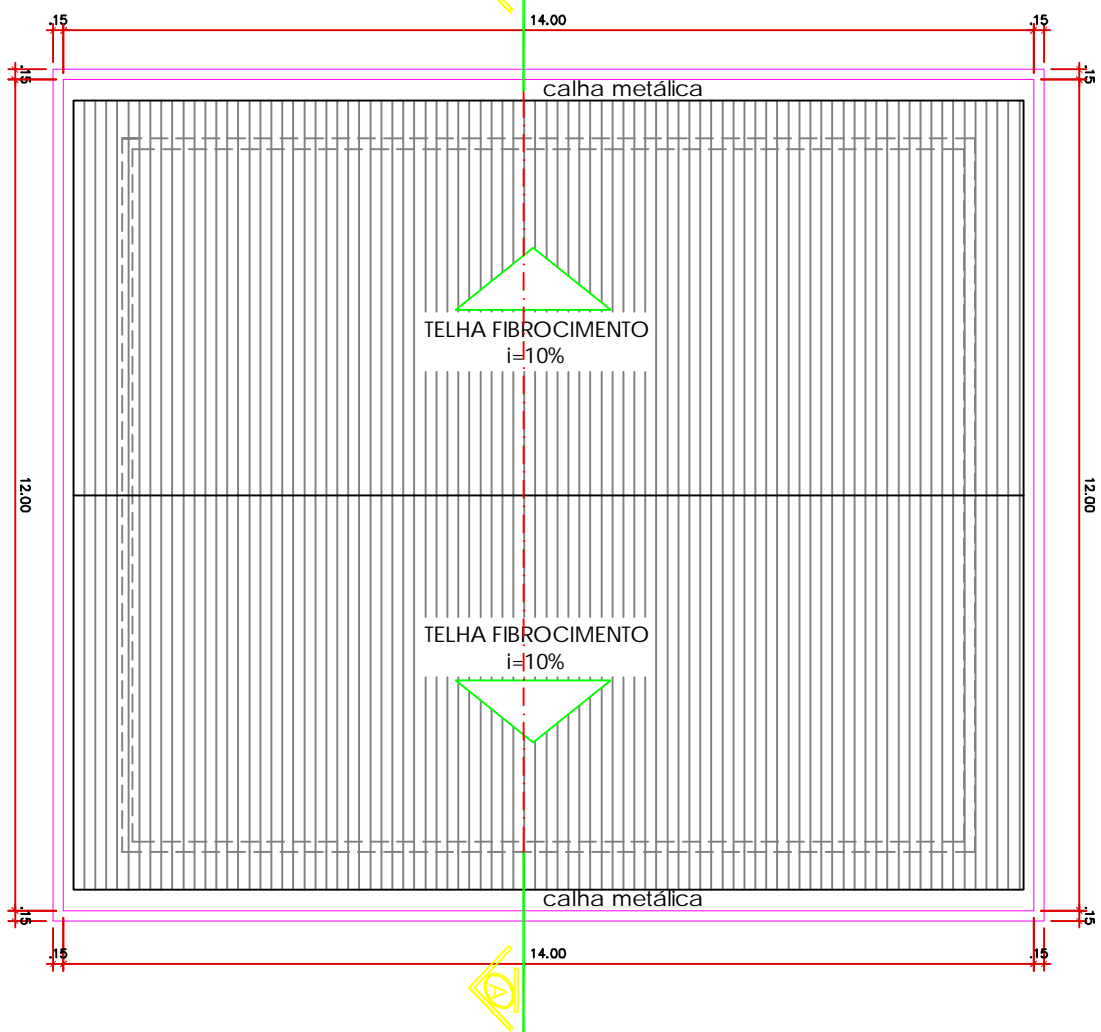 .15
14.00
.15
.15
.15
calha metálica
TELHA FIBROCIMENTO
i=10%
12.00
12.00
TELHA FIBROCIMENTO
i=10%
calha metálica
.15
.15
.15
14.00
.15
A